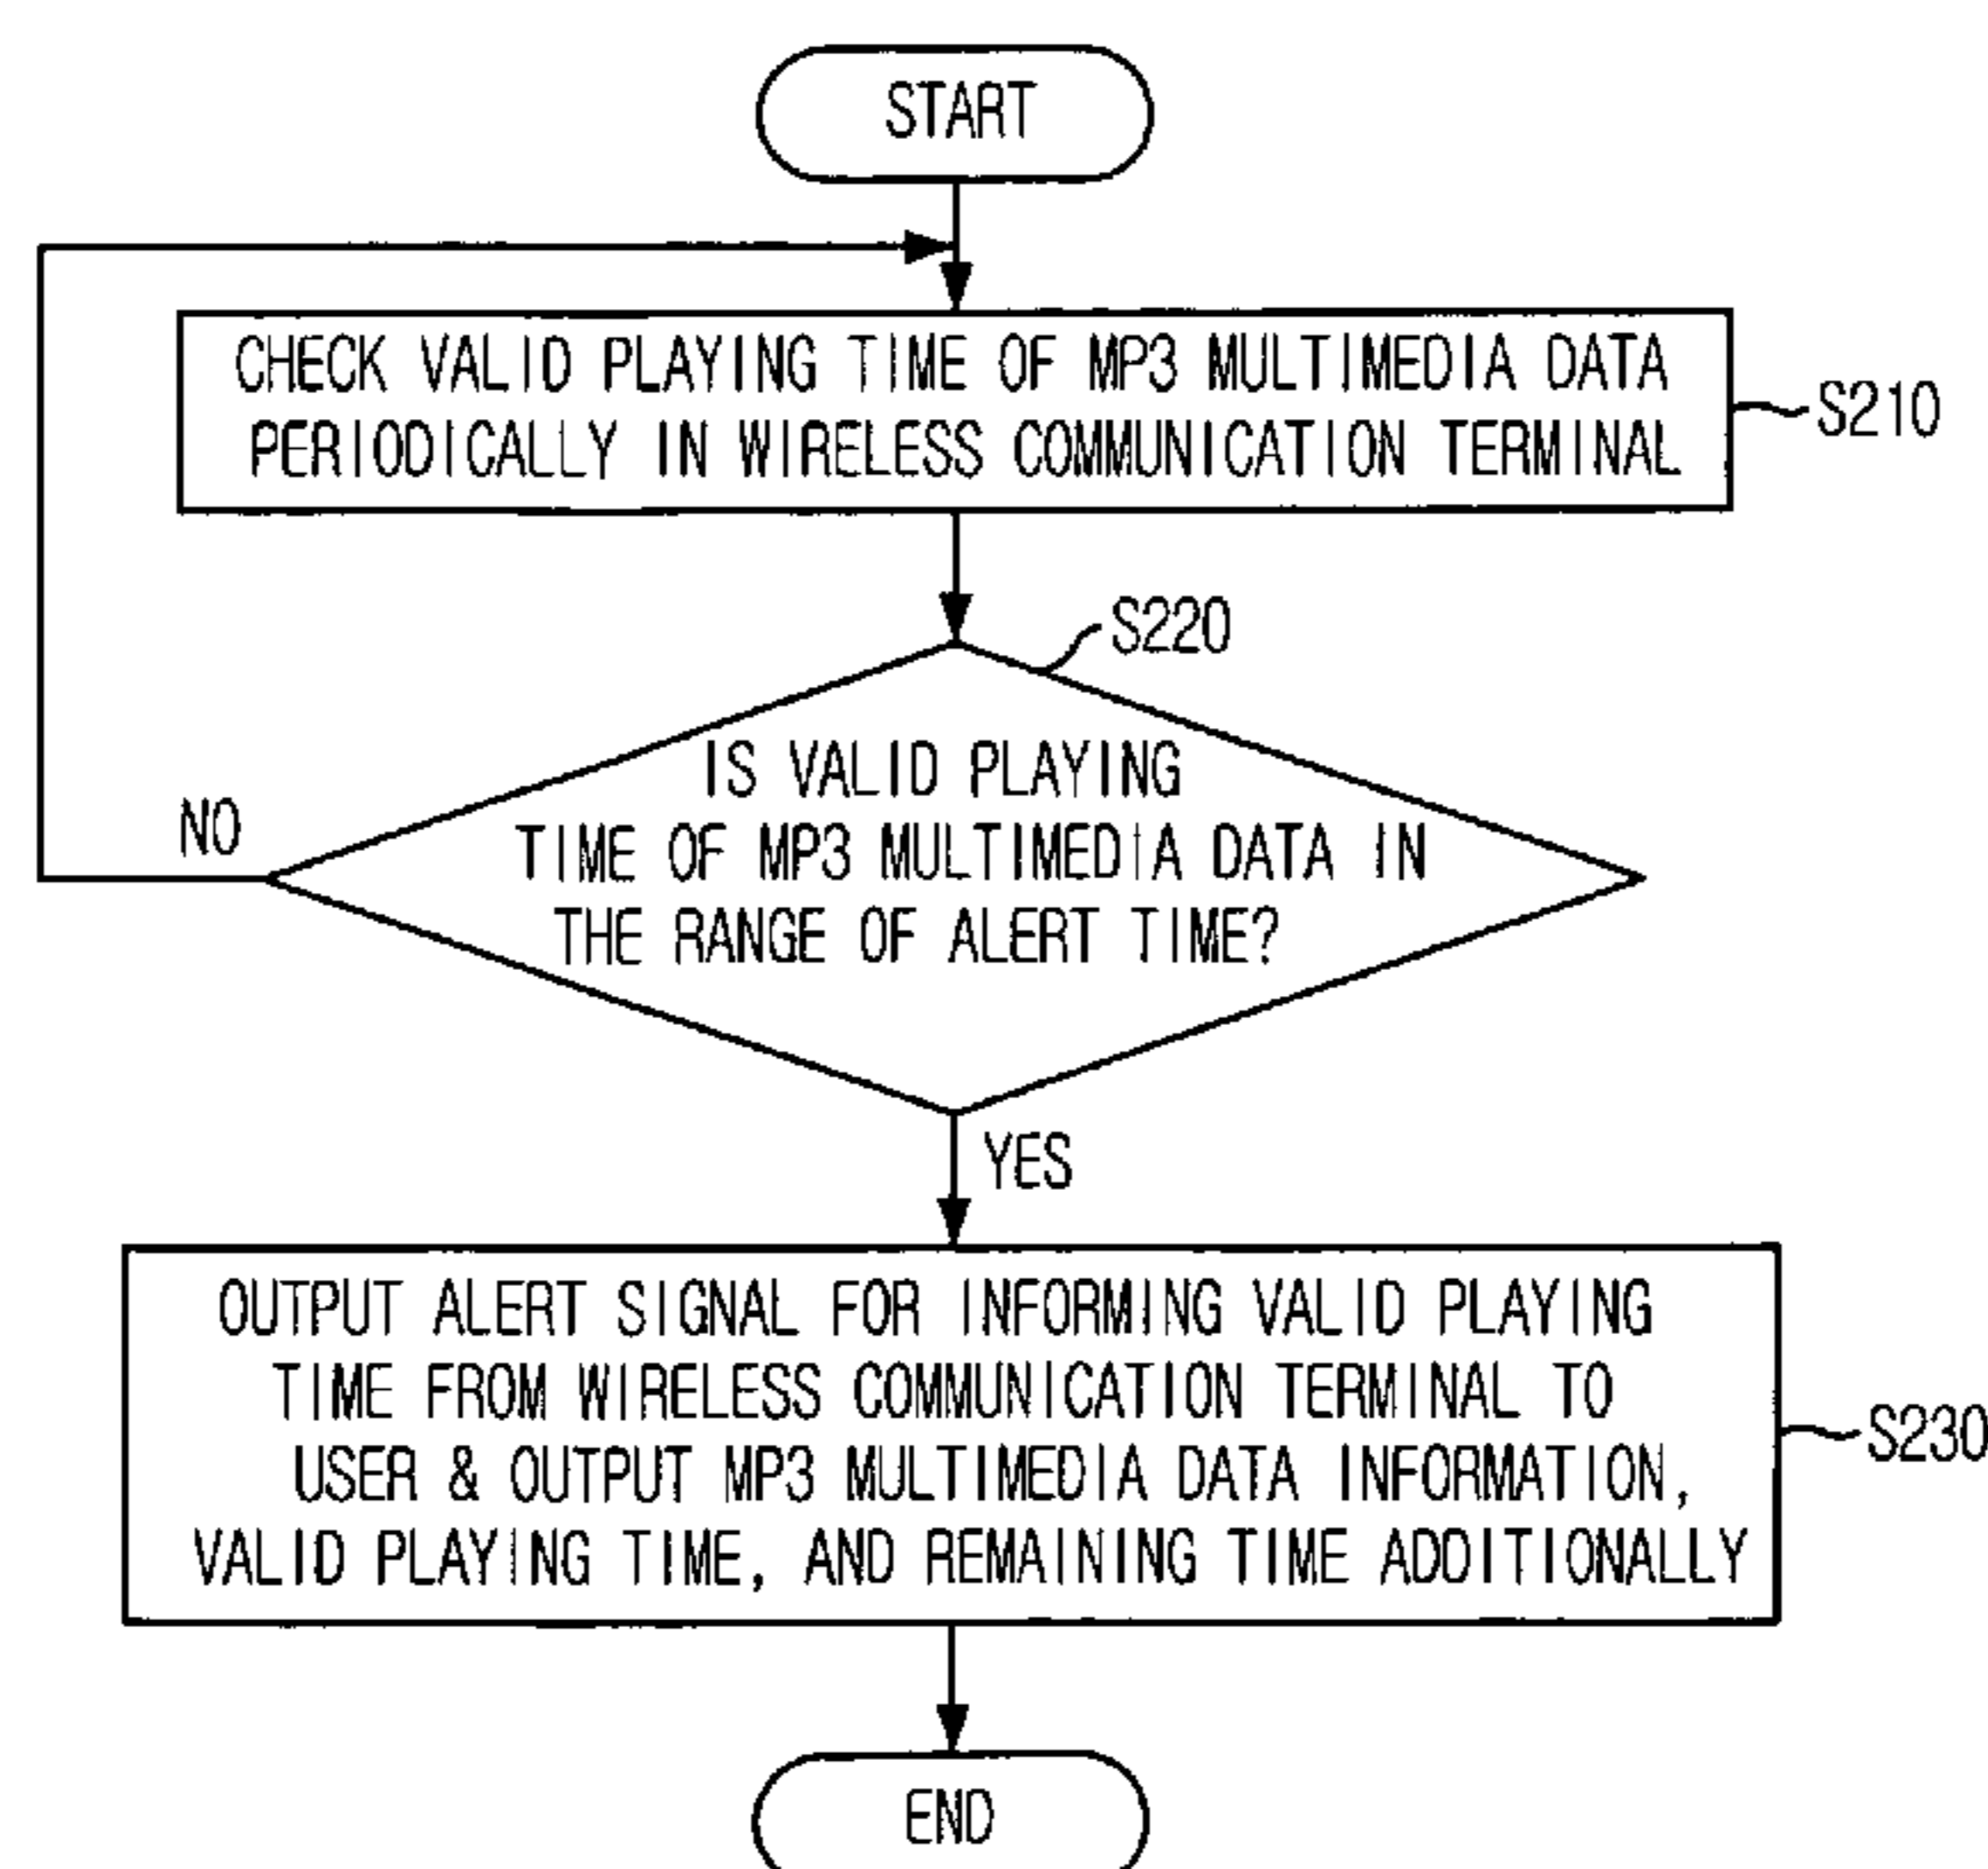 START
CHECK VALID PLAYING TIME OF MP3 MULTIMEDIA DATA
PERIODICALLY IN WIRELESS COMMUNICATION TERMINAL
S210
S220
IS VALID PLAYING
TIME OF MP3 MULTIMEDIA DATA IN
THE RANGE OF ALERT TIME?
NO
YES
OUTPUT ALERT SIGNAL FOR INFORMING VALID PLAYING
TIME FROM WIRELESS COMMUNICATION TERMINAL TO
USER & OUTPUT MP3 MULTIMEDIA DATA INFORMATION,
VALID PLAYING TIME, AND REMAINING TIME ADDITIONALLY
S230
END